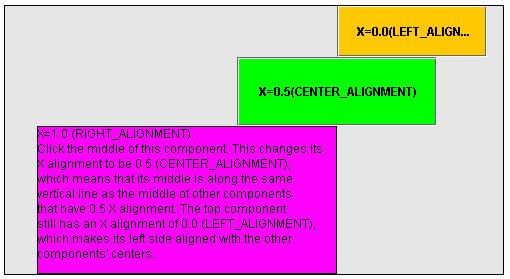 X=0.0(LEFT_ALIGN...
X=0.5(CENTER_ALIGNMENT)
X=1.0 (RIGHT_ALIGNMENT).
Click the middle of this component. This changes its
X alignment to be 0.5 (CENTER_ALIGNMENT),
which means that its middle is along the same
vertical line as the middle of other components
that have 0.5 X alignment. The top component
still has an X alignment of 0.0 (LEFT_ALIGNMENT),
which makes its left side aligned with the other
components' centers.